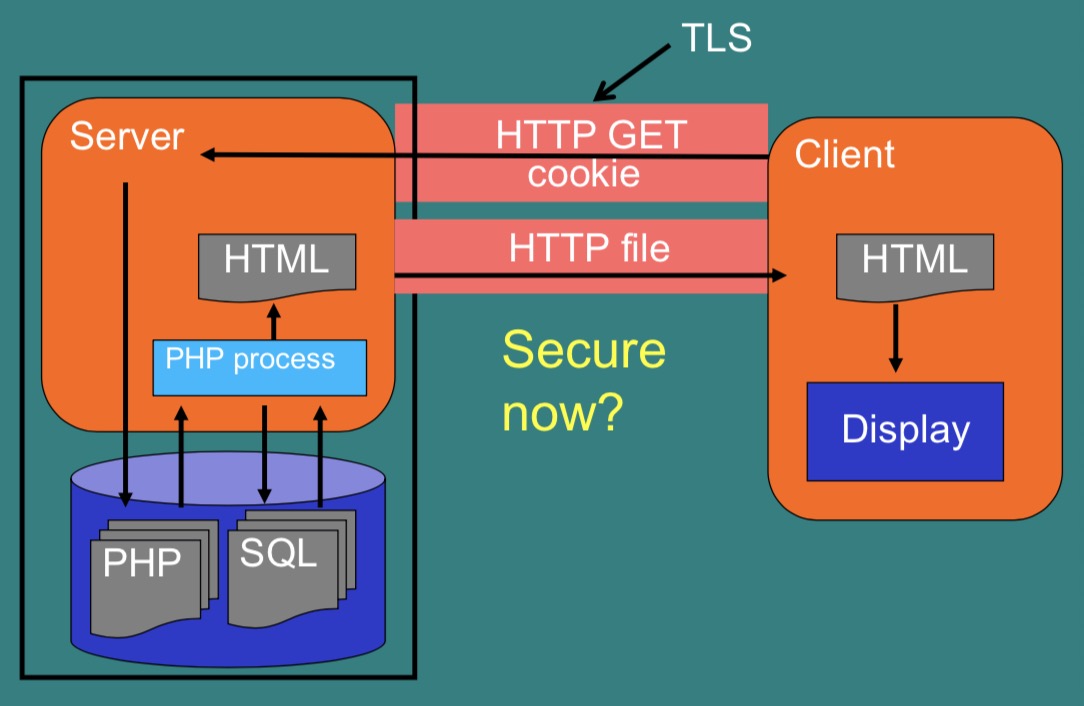 TLS
Server
HTTP GET
cookie
Client
HTTP file
HTML
HTML
PHP process
Secure
now?
Display
PHP
SQL